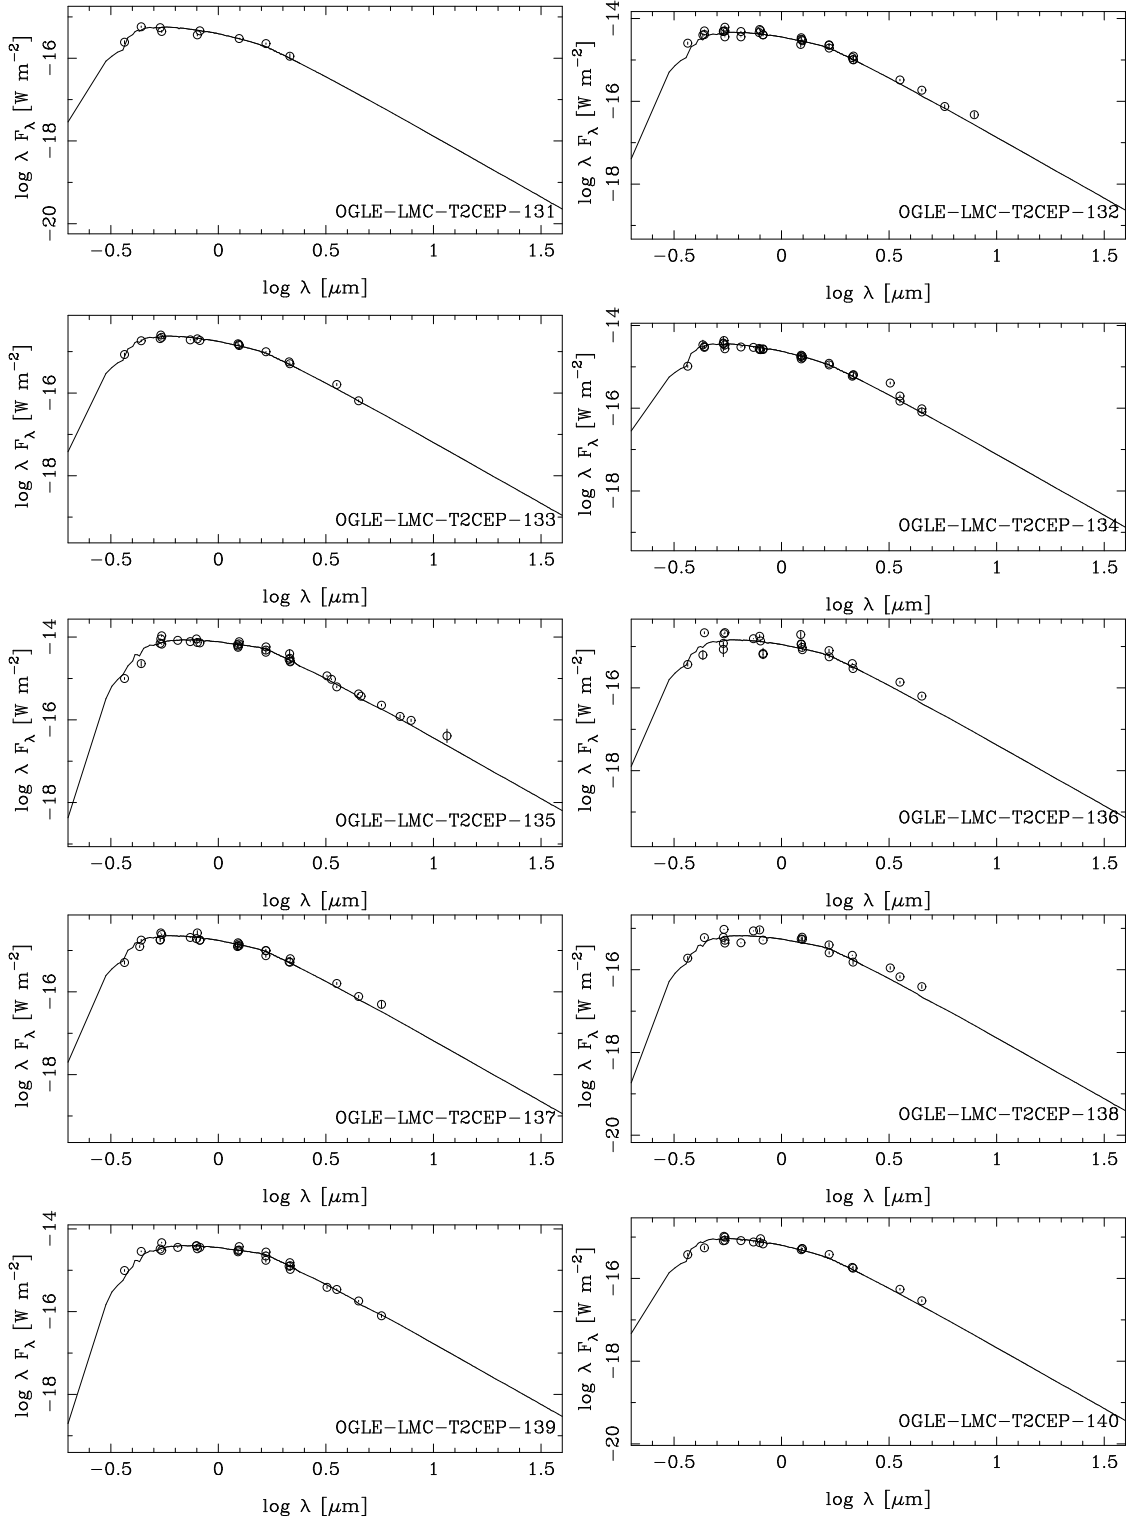 log λ F_λ [W m⁻²]
−16
−18
−20
OGLE−LMC−T2CEP−131
−0.5 0 0.5 1 1.5
log λ [μm]
log λ F_λ [W m⁻²]
−14
−16
−18
OGLE−LMC−T2CEP−132
−0.5 0 0.5 1 1.5
log λ [μm]
log λ F_λ [W m⁻²]
−16
−18
OGLE−LMC−T2CEP−133
−0.5 0 0.5 1 1.5
log λ [μm]
log λ F_λ [W m⁻²]
−14
−16
−18
OGLE−LMC−T2CEP−134
−0.5 0 0.5 1 1.5
log λ [μm]
log λ F_λ [W m⁻²]
−14
−16
−18
OGLE−LMC−T2CEP−135
−0.5 0 0.5 1 1.5
log λ [μm]
log λ F_λ [W m⁻²]
−16
−18
OGLE−LMC−T2CEP−136
−0.5 0 0.5 1 1.5
log λ [μm]
log λ F_λ [W m⁻²]
−16
−18
OGLE−LMC−T2CEP−137
−0.5 0 0.5 1 1.5
log λ [μm]
log λ F_λ [W m⁻²]
−16
−18
−20
OGLE−LMC−T2CEP−138
−0.5 0 0.5 1 1.5
log λ [μm]
log λ F_λ [W m⁻²]
−14
−16
−18
OGLE−LMC−T2CEP−139
−0.5 0 0.5 1 1.5
log λ [μm]
log λ F_λ [W m⁻²]
−16
−18
−20
OGLE−LMC−T2CEP−140
−0.5 0 0.5 1 1.5
log λ [μm]